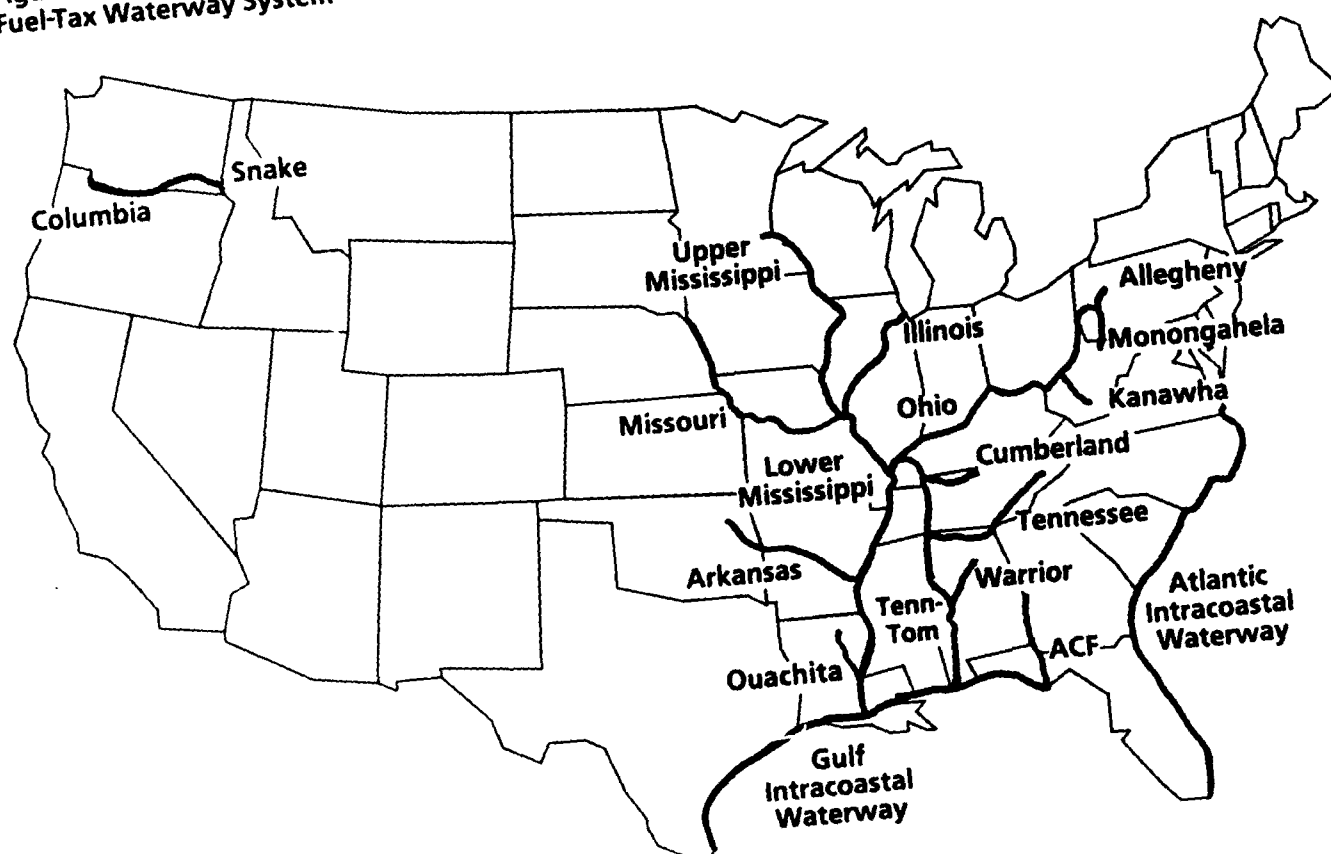 Fuel-Tax Waterway System
Snake
Columbia
Upper
Mississippi
Allegheny
Illinois
Monongahela
Kanawha
Ohio
Missouri
Cumberland
Lower
Mississippi
Tennessee
Arkansas
Warrior
Atlantic
Intracoastal
Waterway
Tenn-
Tom
ACF
Ouachita
Gulf
Intracoastal
Waterway